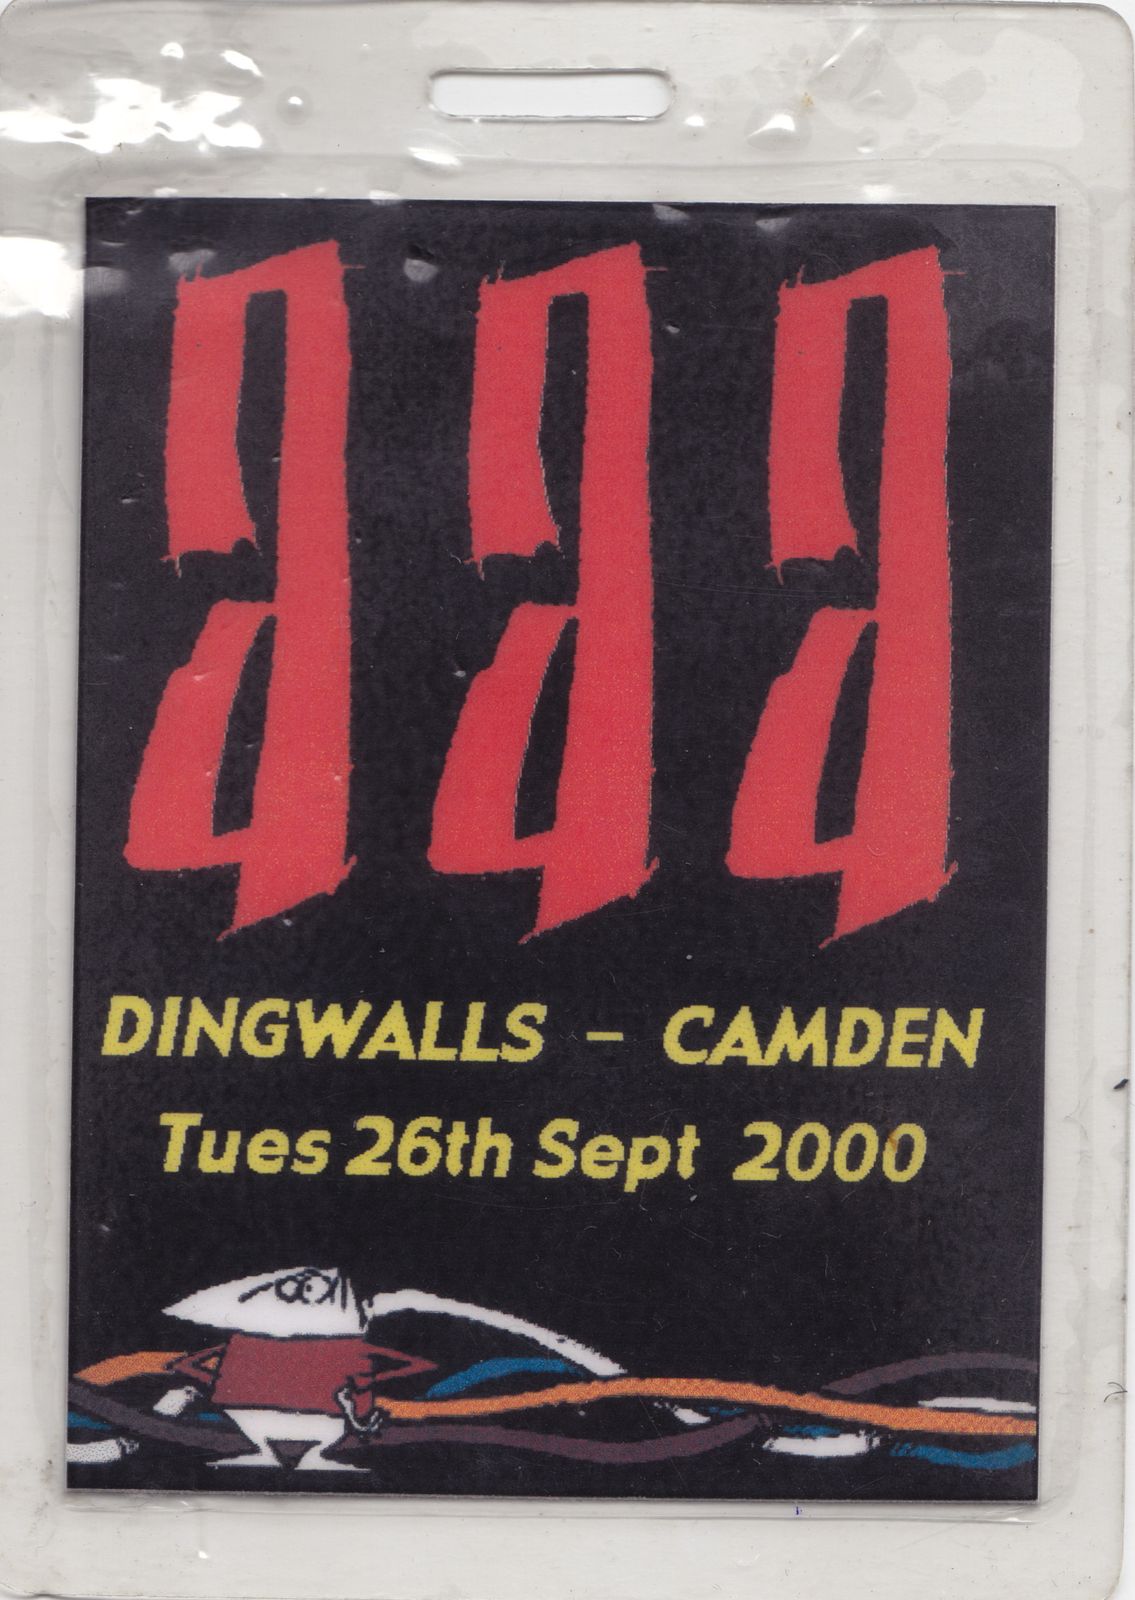 aaa
DINGWALLS – CAMDEN
Tues 26th Sept 2000